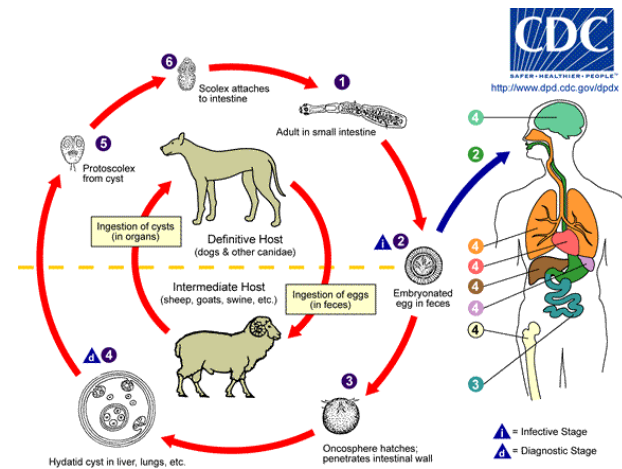 CDC
SAFER•HEALTHIER•PEOPLE™
http://www.dpd.cdc.gov/dpdx
6
Scolex attaches
to intestine
1
Adult in small intestine
5
Protoscolex
from cyst
Ingestion of cysts
(in organs)
Definitive Host
(dogs & other canidae)
Intermediate Host
(sheep, goats, swine, etc.)
Ingestion of eggs
(in feces)
i 2
Embryonated
egg in feces
d 4
Hydatid cyst in liver, lungs, etc.
3
Oncosphere hatches;
penetrates intestinal wall
4
2
4
4
4
4
4
3
i = Infective Stage
d = Diagnostic Stage